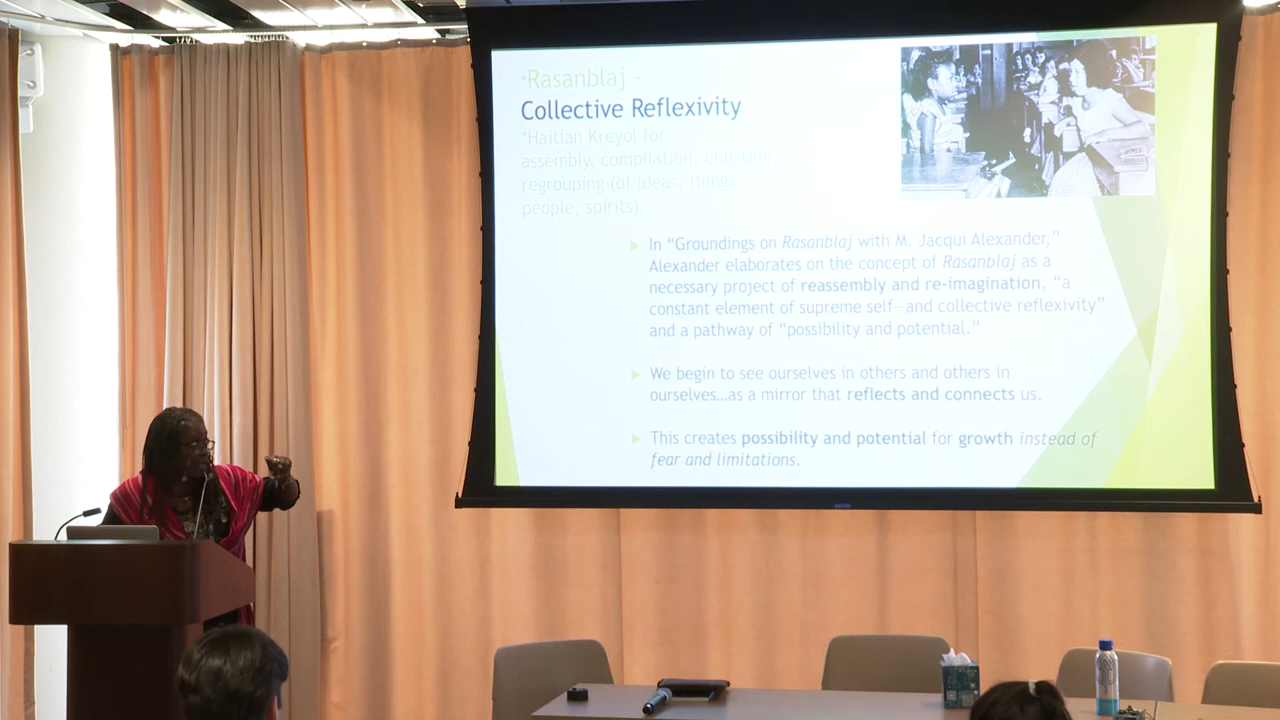 *Rasanblaj -
Collective Reflexivity
*Haitian Kreyol for
assembly, compilation, enlisting,
regrouping (of ideas, things,
people, spirits).
In “Groundings on Rasanblaj with M. Jacqui Alexander,”
Alexander elaborates on the concept of Rasanblaj as a
necessary project of reassembly and re-imagination, “a
constant element of supreme self—and collective reflexivity”
and a pathway of “possibility and potential.”
We begin to see ourselves in others and others in
ourselves…as a mirror that reflects and connects us.
This creates possibility and potential for growth instead of
fear and limitations.